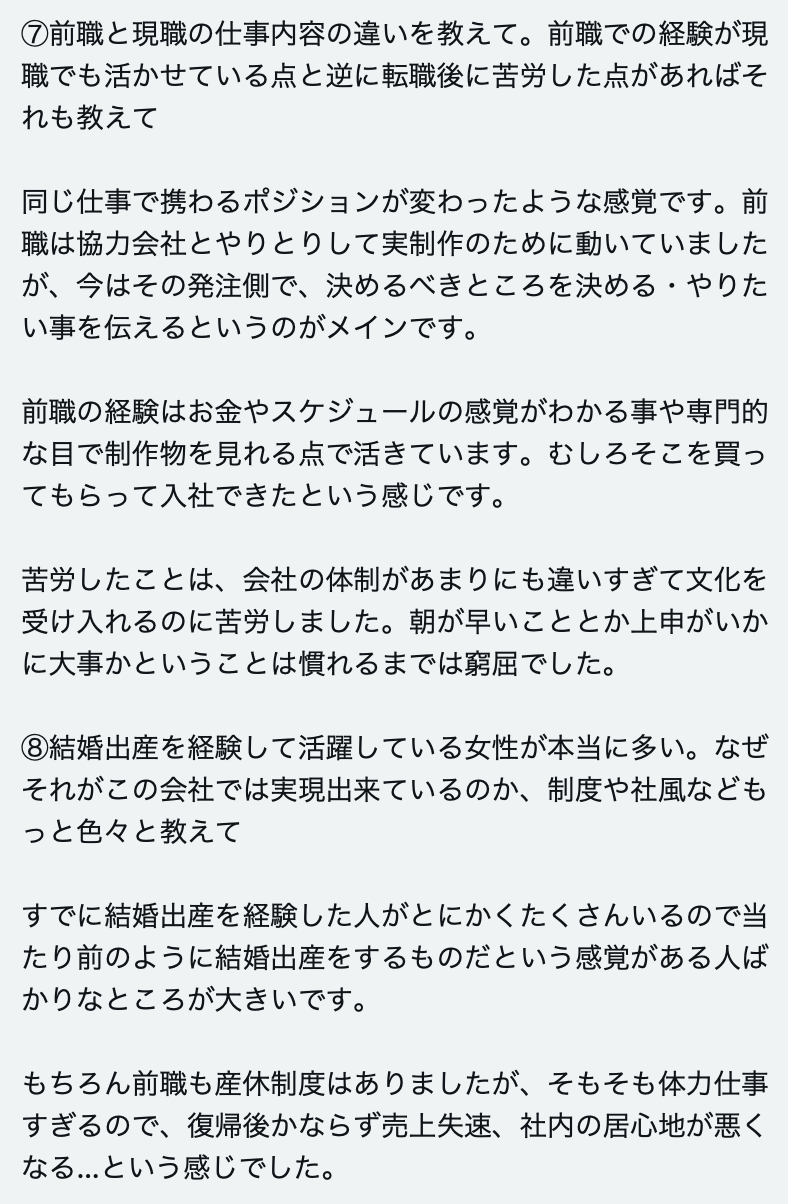 ⑦前職と現職の仕事内容の違いを教えて。前職での経験が現
職でも活かせている点と逆に転職後に苦労した点があればそ
れも教えて
同じ仕事で携わるポジションが変わったような感覚です。前
職は協力会社とやりとりして実制作のために動いていました
が、今はその発注側で、決めるべきところを決める・やりた
い事を伝えるというのがメインです。
前職の経験はお金やスケジュールの感覚がわかる事や専門的
な目で制作物を見れる点で活きています。むしろそこを買っ
てもらって入社できたという感じです。
苦労したことは、会社の体制があまりにも違いすぎて文化を
受け入れるのに苦労しました。朝が早いこととか上申がいか
に大事かということは慣れるまでは窮屈でした。
⑧結婚出産を経験して活躍している女性が本当に多い。なぜ
それがこの会社では実現出来ているのか、制度や社風なども
っと色々と教えて
すでに結婚出産を経験した人がとにかくたくさんいるので当
たり前のように結婚出産をするものだという感覚がある人ば
かりなところが大きいです。
もちろん前職も産休制度はありましたが、そもそも体力仕事
すぎるので、復帰後かならず売上失速、社内の居心地が悪く
なる…という感じでした。